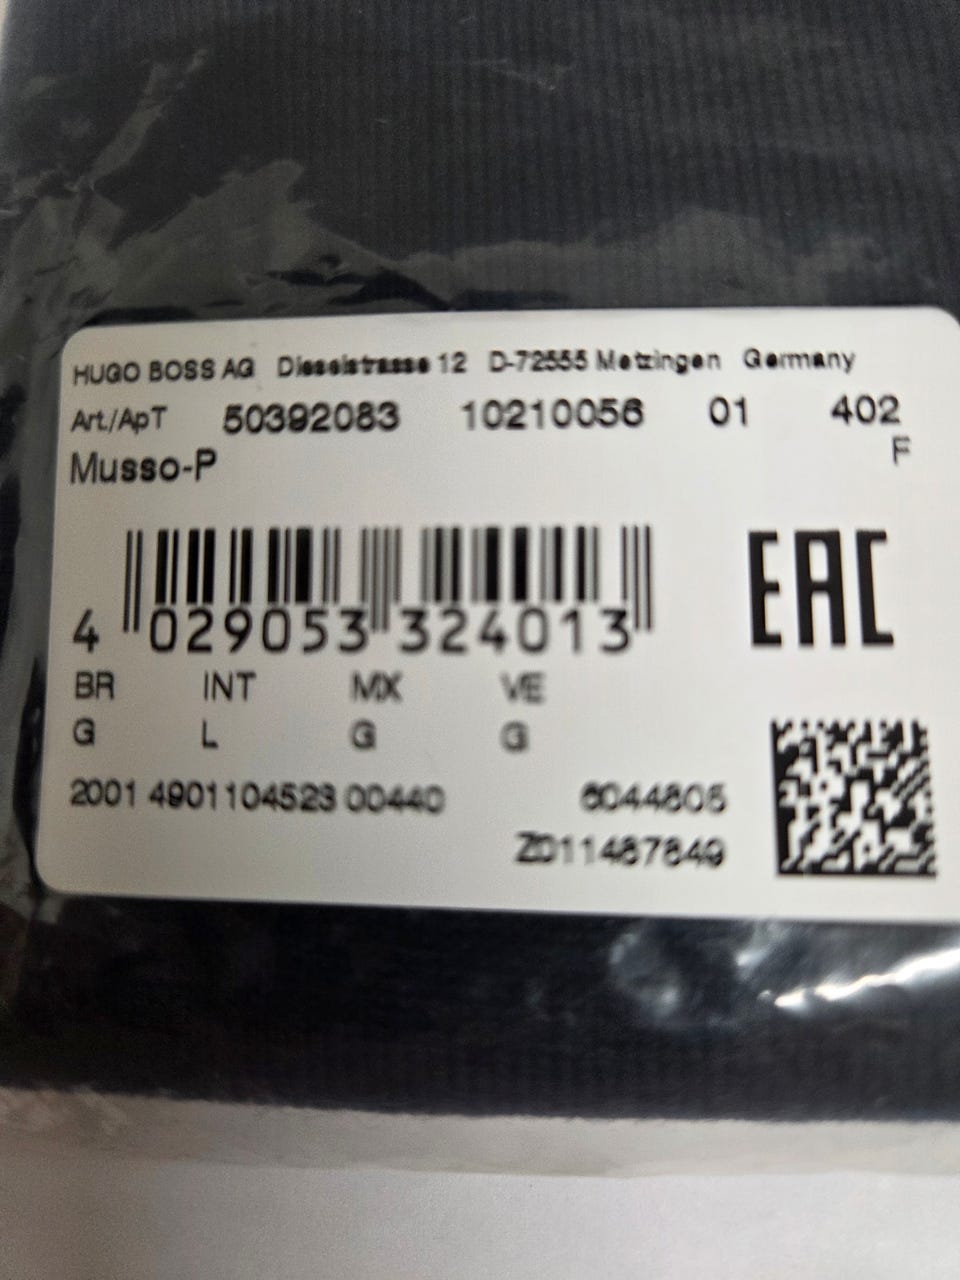 HUGO BOSS AG Dieselstrasse 12 D-72555 Metzingen Germany
Art./ApT 50392083 10210056 01 402
F
Musso-P
EAC
4 029053 324013
BR INT MX VE
G L G G
2001 4901104523 00440 6044805
Z011487849